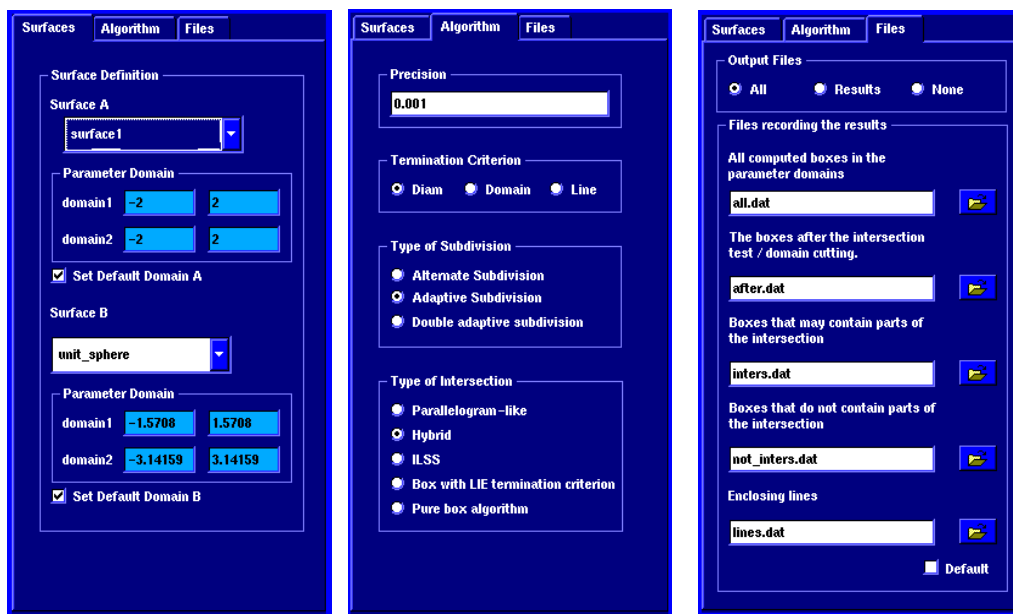 Surfaces Algorithm Files
Surface Definition
Surface A
surface1
Parameter Domain
domain1 -2 2
domain2 -2 2
Set Default Domain A
Surface B
unit_sphere
Parameter Domain
domain1 -1.5708 1.5708
domain2 -3.14159 3.14159
Set Default Domain B
Surfaces Algorithm Files
Precision
0.001
Termination Criterion
Diam Domain Line
Type of Subdivision
Alternate Subdivision
Adaptive Subdivision
Double adaptive subdivision
Type of Intersection
Parallelogram-like
Hybrid
ILSS
Box with LIE termination criterion
Pure box algorithm
Surfaces Algorithm Files
Output Files
All Results None
Files recording the results
All computed boxes in the
parameter domains
all.dat
The boxes after the intersection
test / domain cutting.
after.dat
Boxes that may contain parts of
the intersection
inters.dat
Boxes that do not contain parts of
the intersection
not_inters.dat
Enclosing lines
lines.dat
Default